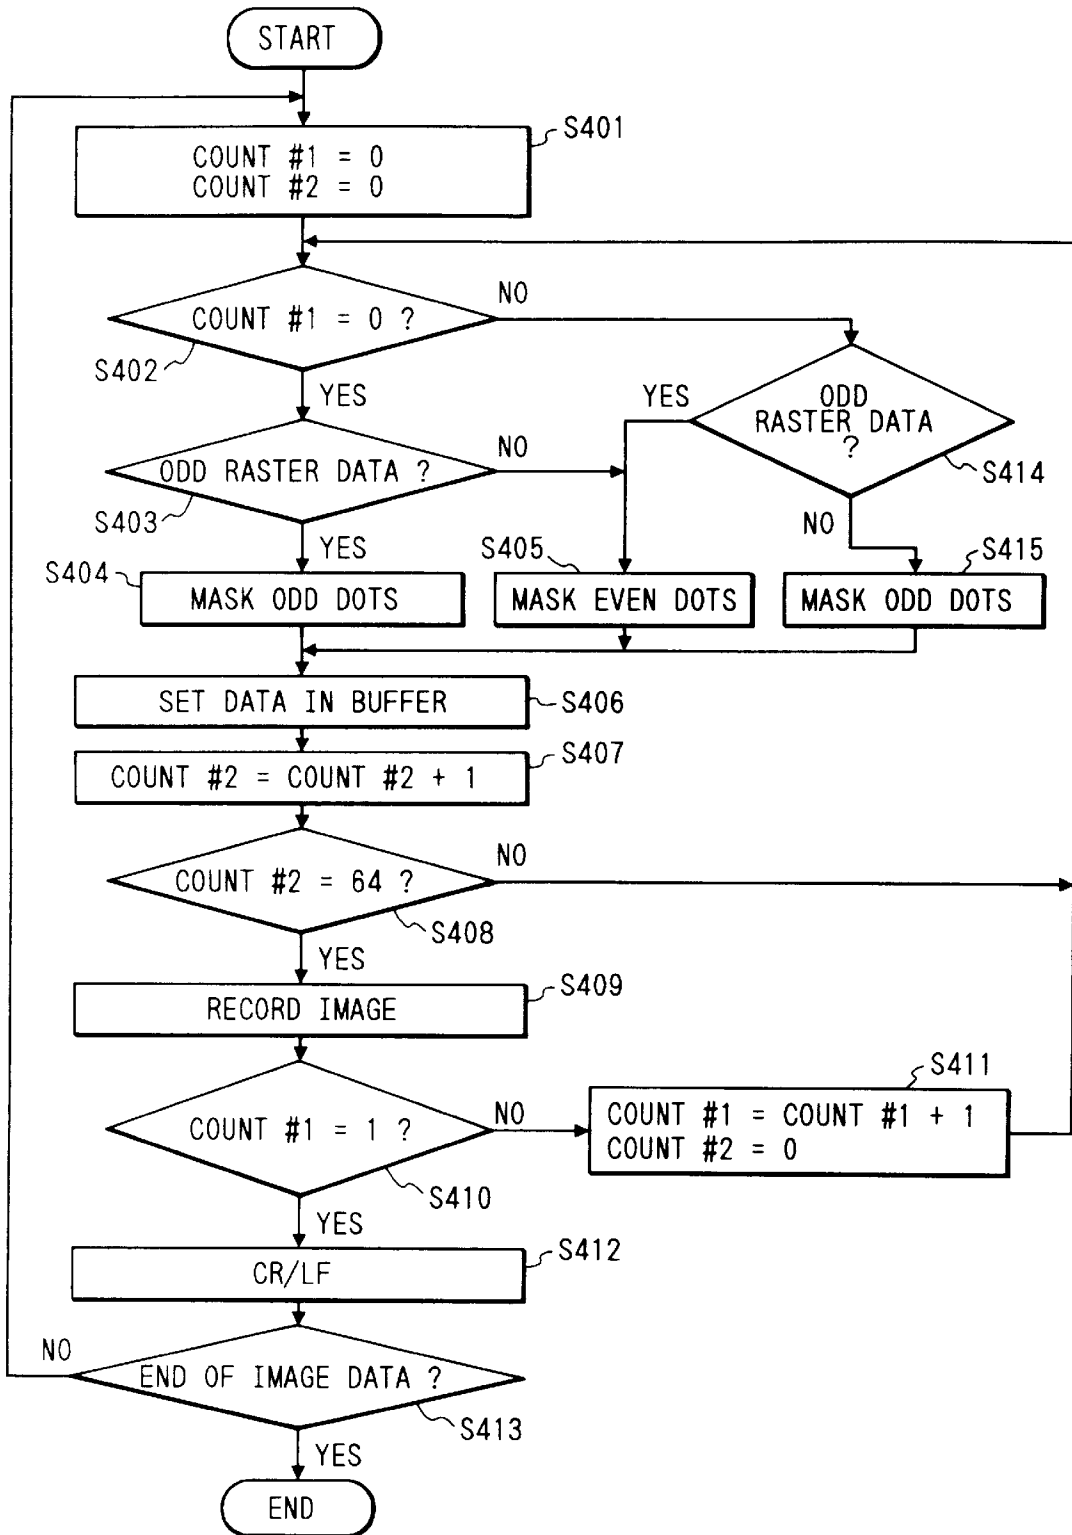 START
S401
COUNT #1 = 0
COUNT #2 = 0
COUNT #1 = 0 ?
NO
S402
YES
ODD
RASTER DATA
?
YES
S414
NO
ODD RASTER DATA ?
NO
S403
YES
S404
MASK ODD DOTS
S405
MASK EVEN DOTS
S415
MASK ODD DOTS
SET DATA IN BUFFER
S406
S407
COUNT #2 = COUNT #2 + 1
COUNT #2 = 64 ?
NO
S408
YES
S409
RECORD IMAGE
COUNT #1 = 1 ?
NO
S411
COUNT #1 = COUNT #1 + 1
COUNT #2 = 0
S410
YES
S412
CR/LF
NO
END OF IMAGE DATA ?
S413
YES
END